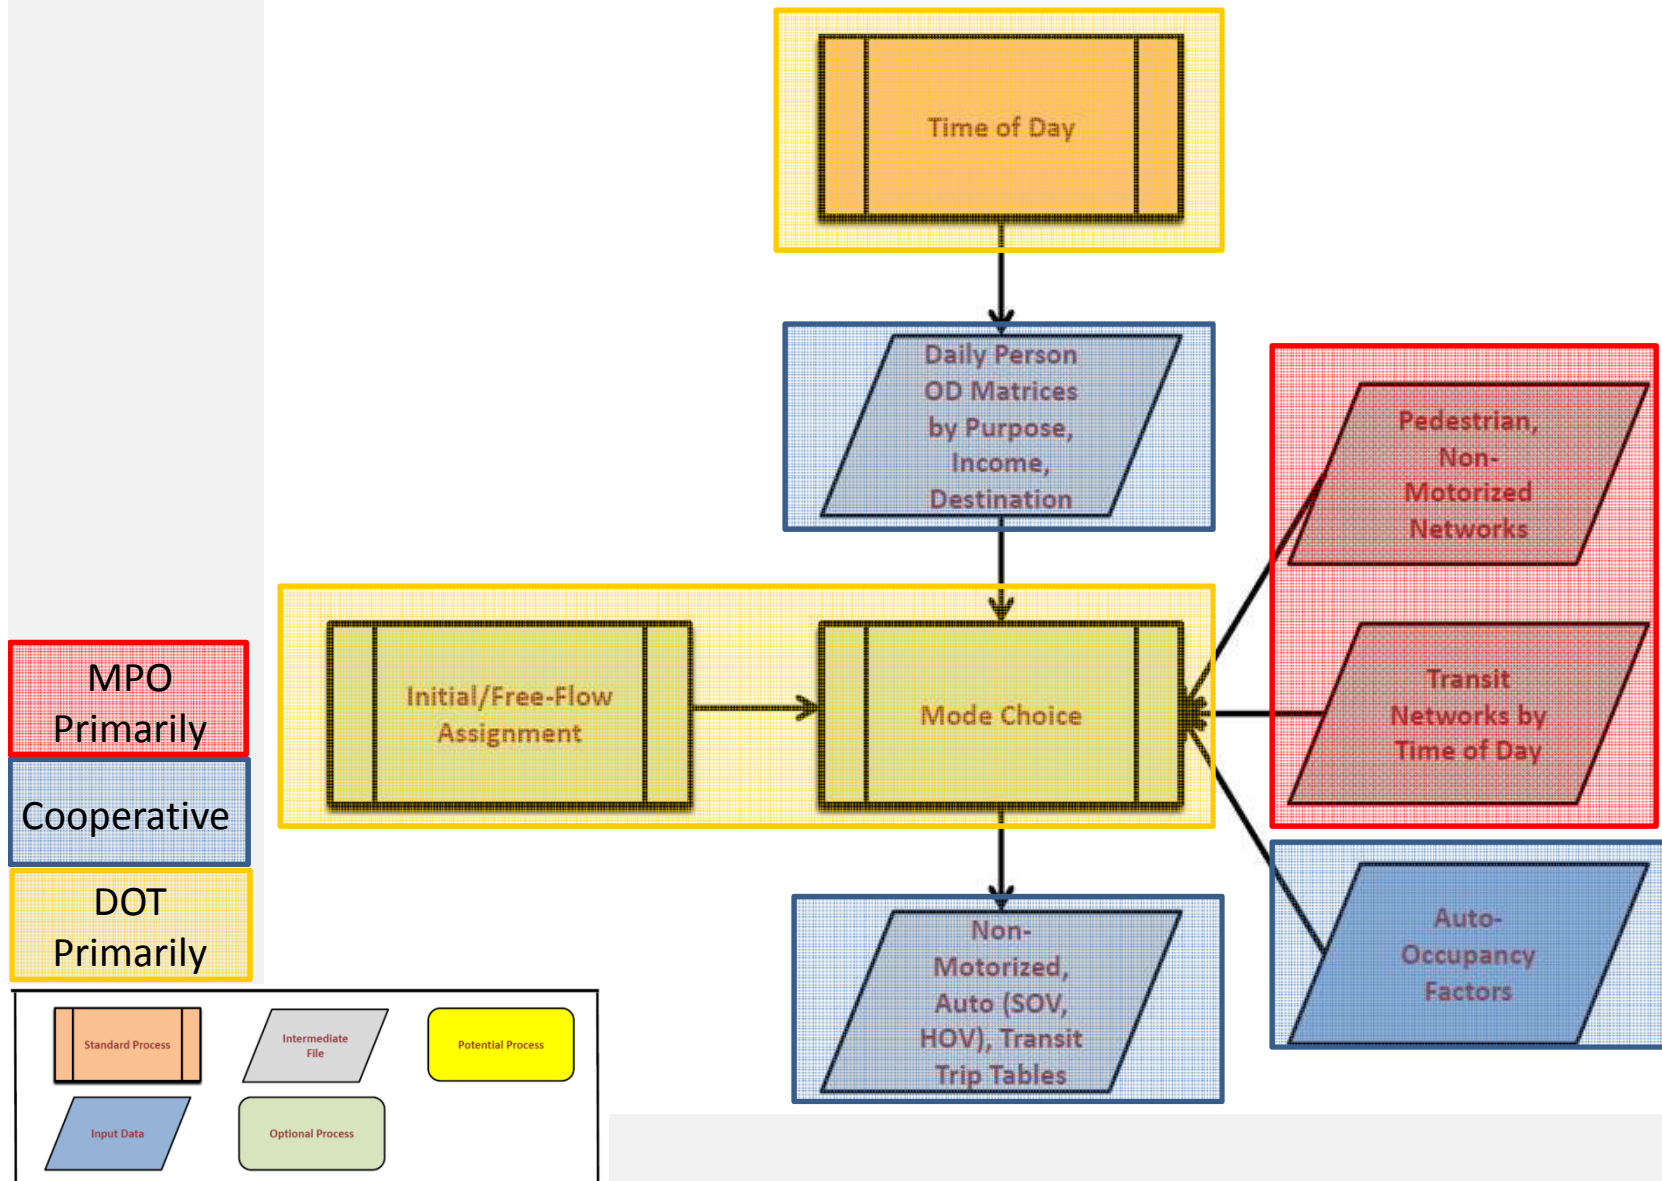 Time of Day
Daily Person
OD Matrices
by Purpose,
Income,
Destination
Pedestrian,
Non-
Motorized
Networks
Initial/Free-Flow
Assignment
Mode Choice
Transit
Networks by
Time of Day
MPO
Primarily
Cooperative
DOT
Primarily
Non-
Motorized,
Auto (SOV,
HOV), Transit
Trip Tables
Auto-
Occupancy
Factors
Standard Process
Intermediate
File
Potential Process
Input Data
Optional Process